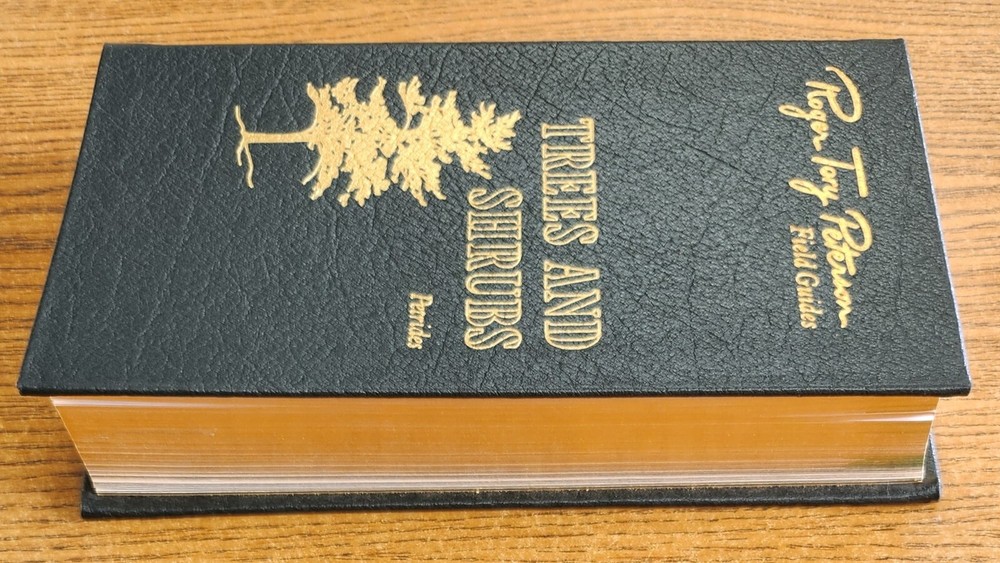 Roger Tory Peterson
Field Guides
TREES AND
SHRUBS
Petrides